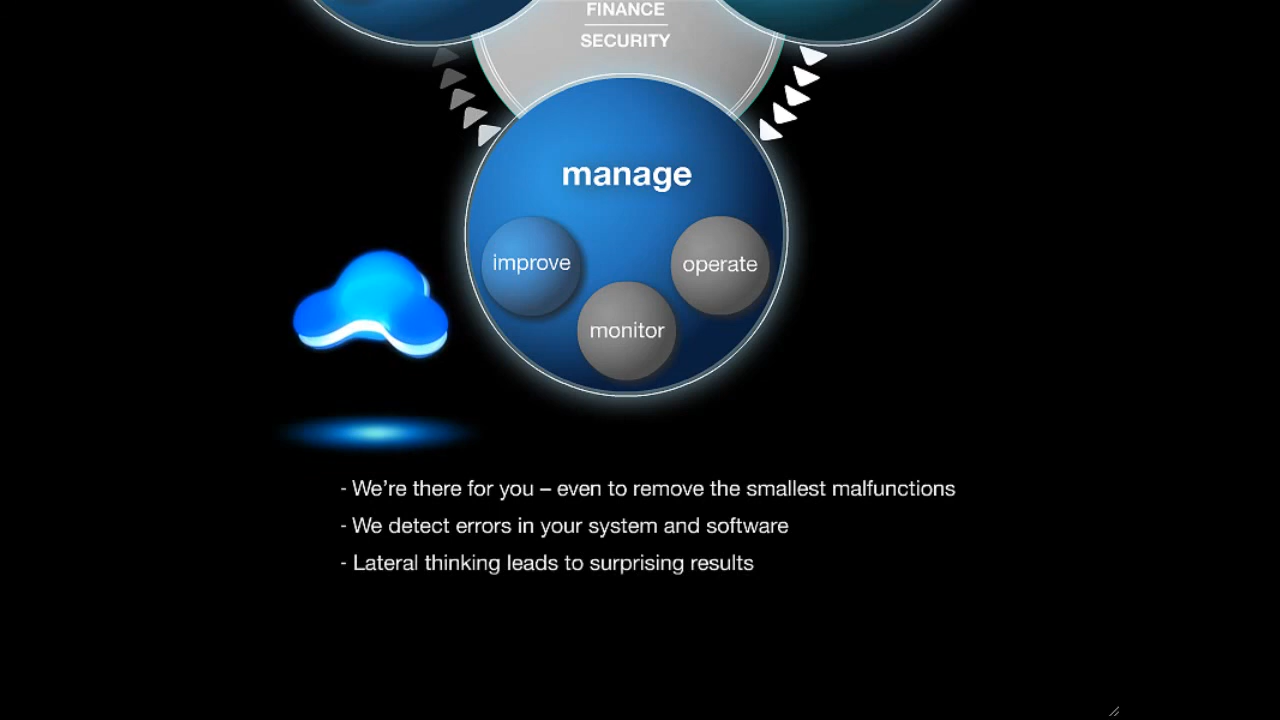 FINANCE
SECURITY
manage
improve
operate
monitor
- We’re there for you – even to remove the smallest malfunctions
- We detect errors in your system and software
- Lateral thinking leads to surprising results